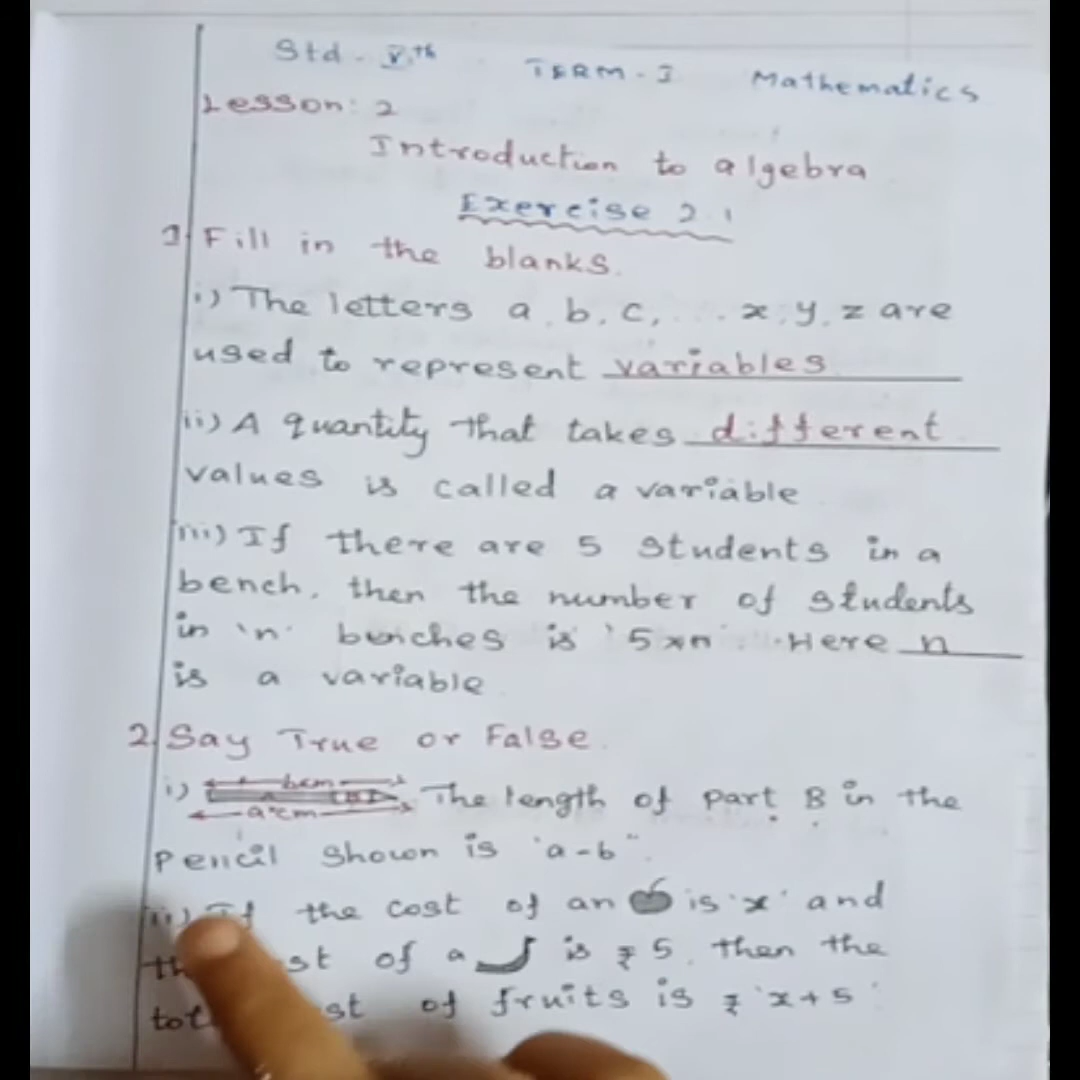 Std - Vth TERM - I Mathematics
Lesson: 2
Introduction to algebra
Exercise 2.1
1 Fill in the blanks.
i) The letters a, b, c, ... x, y, z are
used to represent variables
ii) A quantity that takes different
values is called a variable
iii) If there are 5 students in a
bench, then the number of students
in 'n' benches is '5×n'. Here n
is a variable
2 Say True or False.
i) The length of part B in the
B
a cm
pencil shown is 'a-b'.
ii) If the cost of an is 'x' and
of a is ₹ 5, then the
of fruits is ₹ 'x+5'